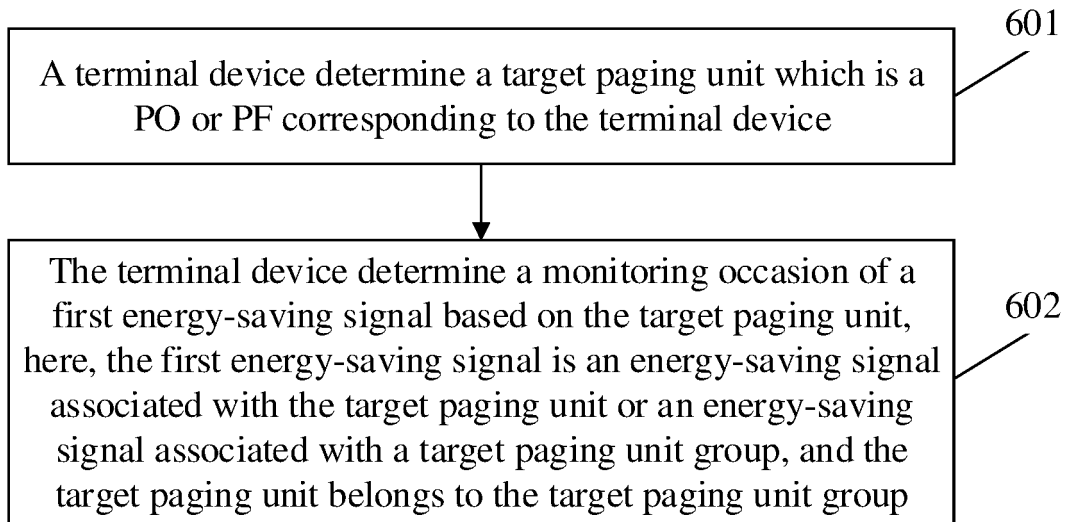 601
A terminal device determine a target paging unit which is a
PO or PF corresponding to the terminal device
The terminal device determine a monitoring occasion of a
first energy-saving signal based on the target paging unit,
here, the first energy-saving signal is an energy-saving signal
associated with the target paging unit or an energy-saving
signal associated with a target paging unit group, and the
target paging unit belongs to the target paging unit group
602